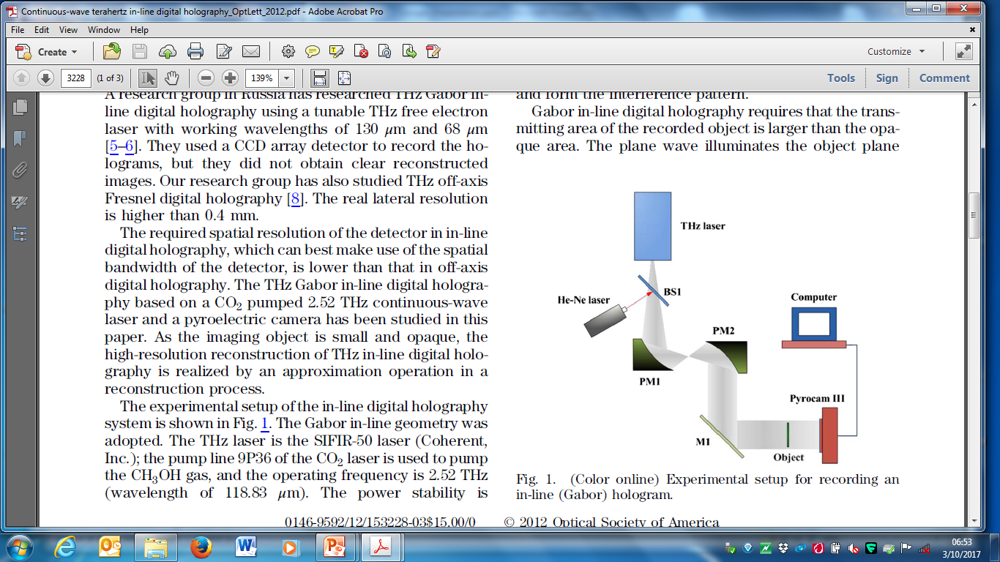 Continuous-wave terahertz in-line digital holography_OptLett_2012.pdf - Adobe Acrobat Pro
File Edit View Window Help
Create
Customize
3228 (1 of 3)
139%
Tools Sign Comment
A research group in Russia has researched THz Gabor in-
line digital holography using a tunable THz free electron
laser with working wavelengths of 130 μm and 68 μm
[5–6]. They used a CCD array detector to record the ho-
lograms, but they did not obtain clear reconstructed
images. Our research group has also studied THz off-axis
Fresnel digital holography [8]. The real lateral resolution
is higher than 0.4 mm.
The required spatial resolution of the detector in in-line
digital holography, which can best make use of the spatial
bandwidth of the detector, is lower than that in off-axis
digital holography. The THz Gabor in-line digital hologra-
phy based on a CO₂ pumped 2.52 THz continuous-wave
laser and a pyroelectric camera has been studied in this
paper. As the imaging object is small and opaque, the
high-resolution reconstruction of THz in-line digital holo-
graphy is realized by an approximation operation in a
reconstruction process.
The experimental setup of the in-line digital holography
system is shown in Fig. 1. The Gabor in-line geometry was
adopted. The THz laser is the SIFIR-50 laser (Coherent,
Inc.); the pump line 9P36 of the CO₂ laser is used to pump
the CH₃OH gas, and the operating frequency is 2.52 THz
(wavelength of 118.83 μm). The power stability is
and form the interference pattern.
Gabor in-line digital holography requires that the trans-
mitting area of the recorded object is larger than the opa-
que area. The plane wave illuminates the object plane
THz laser
BS1
He-Ne laser
Computer
PM2
PM1
Pyrocam III
M1
Object
Fig. 1. (Color online) Experimental setup for recording an
in-line (Gabor) hologram.
0146-9592/12/153228-03$15.00/0 © 2012 Optical Society of America
06:53
3/10/2017